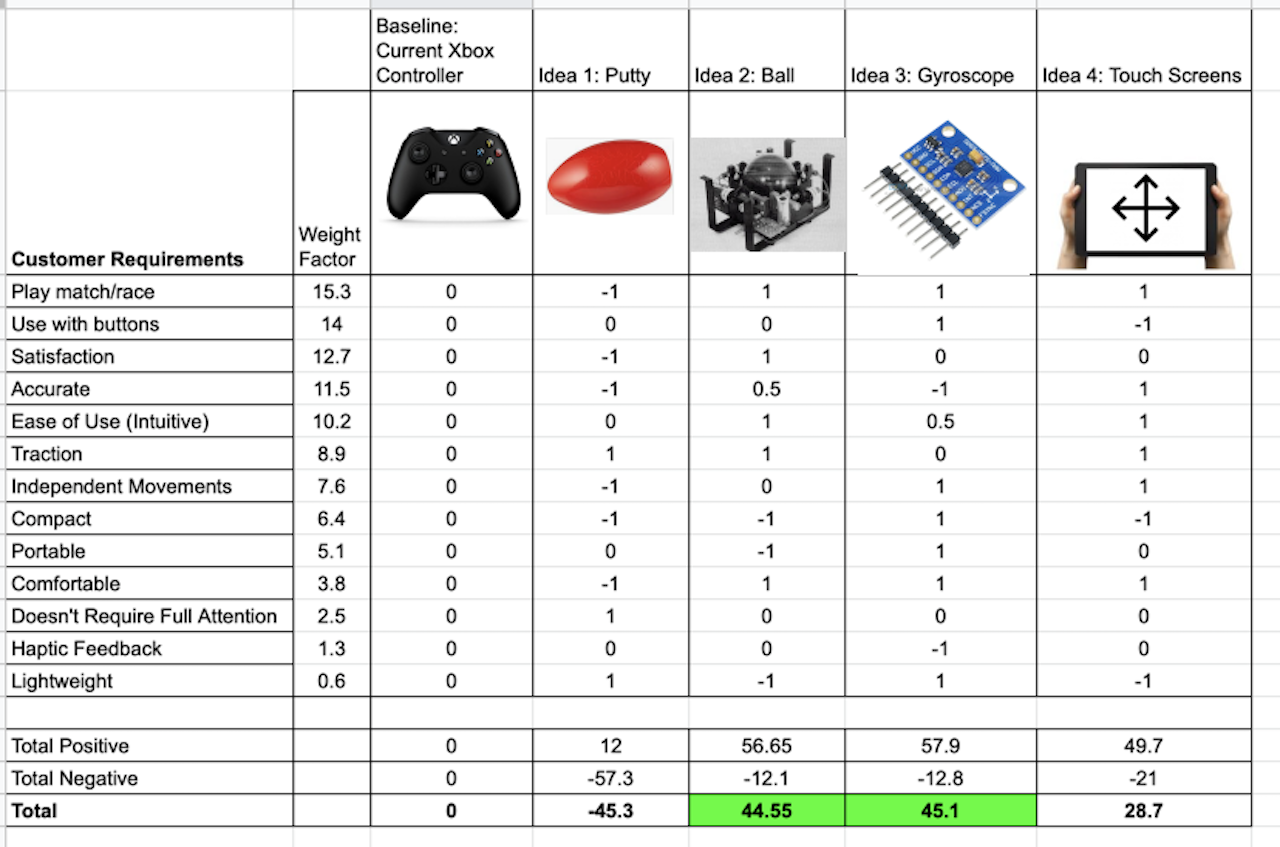 Baseline:
Current Xbox
Controller Idea 1: Putty Idea 2: Ball Idea 3: Gyroscope Idea 4: Touch Screens
Weight
Customer Requirements Factor
Play match/race 15.3 0 -1 1 1 1
Use with buttons 14 0 0 0 1 -1
Satisfaction 12.7 0 -1 1 0 0
Accurate 11.5 0 -1 0.5 -1 1
Ease of Use (Intuitive) 10.2 0 0 1 0.5 1
Traction 8.9 0 1 1 0 1
Independent Movements 7.6 0 -1 0 1 1
Compact 6.4 0 -1 -1 1 -1
Portable 5.1 0 0 -1 1 0
Comfortable 3.8 0 -1 1 1 1
Doesn't Require Full Attention 2.5 0 1 0 0 0
Haptic Feedback 1.3 0 0 0 -1 0
Lightweight 0.6 0 1 -1 1 -1
Total Positive 0 12 56.65 57.9 49.7
Total Negative 0 -57.3 -12.1 -12.8 -21
Total 0 -45.3 44.55 45.1 28.7